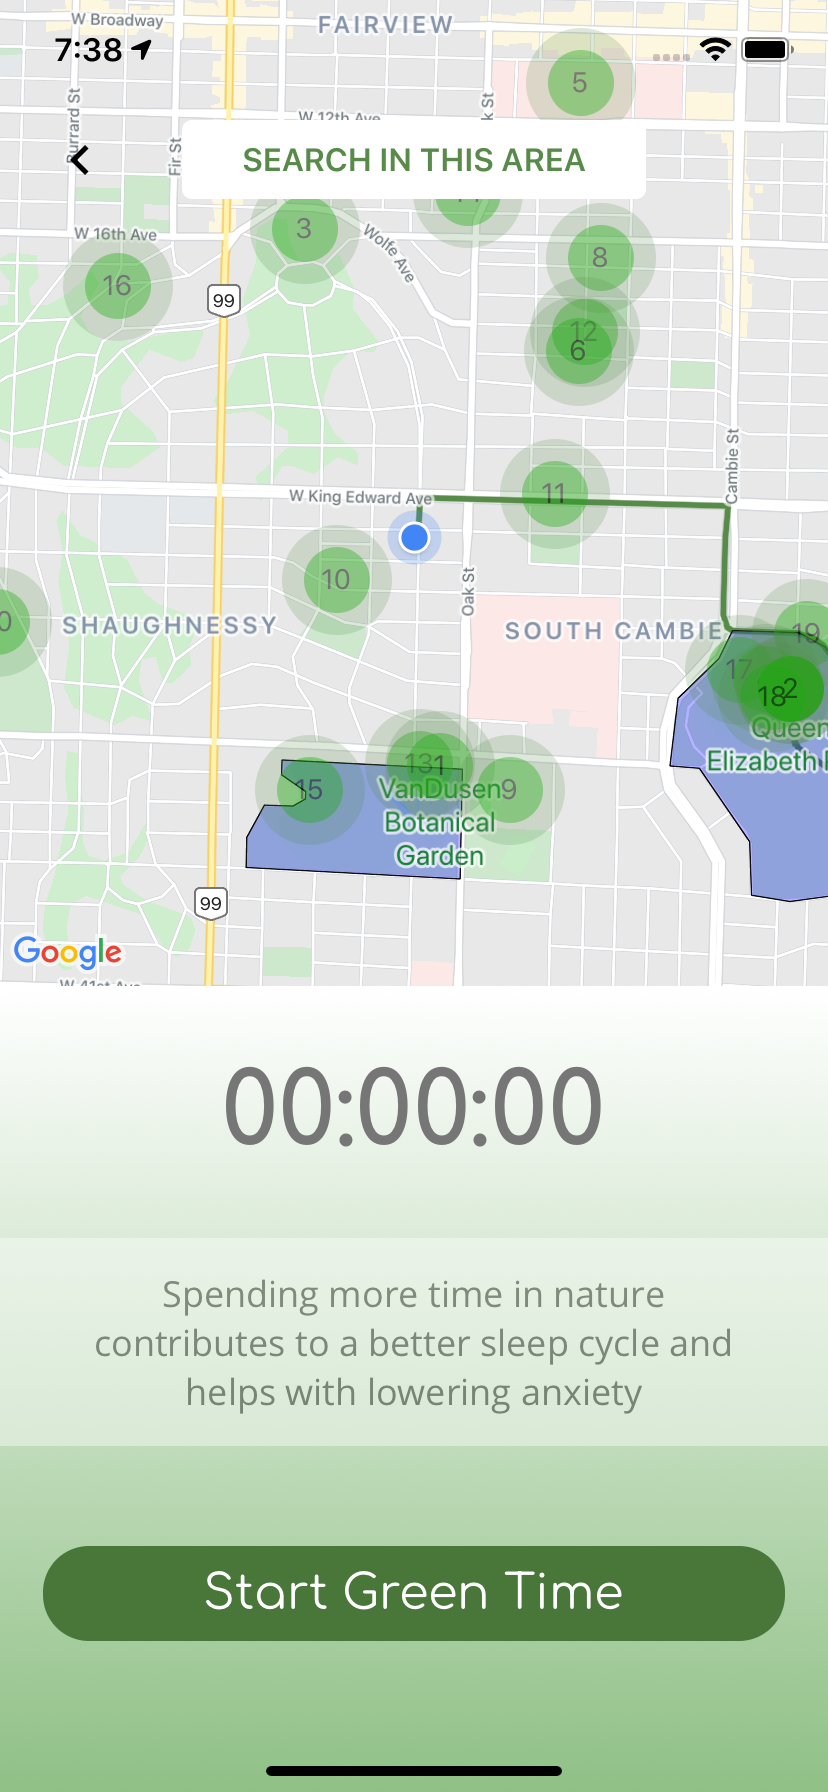 W Broadway
FAIRVIEW
7:38
5
W 12th Ave
Burrard St
Fir St
SEARCH IN THIS AREA
3
W 16th Ave
Wolfe Ave
8
16
99
12
6
Cambie St
11
W King Edward Ave
10
Oak St
SHAUGHNESSY
SOUTH CAMBIE
19
17
18
2
Queen
Elizabeth
13
1
15
9
VanDusen
Botanical
Garden
99
Google
W 41st Ave
00:00:00
Spending more time in nature
contributes to a better sleep cycle and
helps with lowering anxiety
Start Green Time